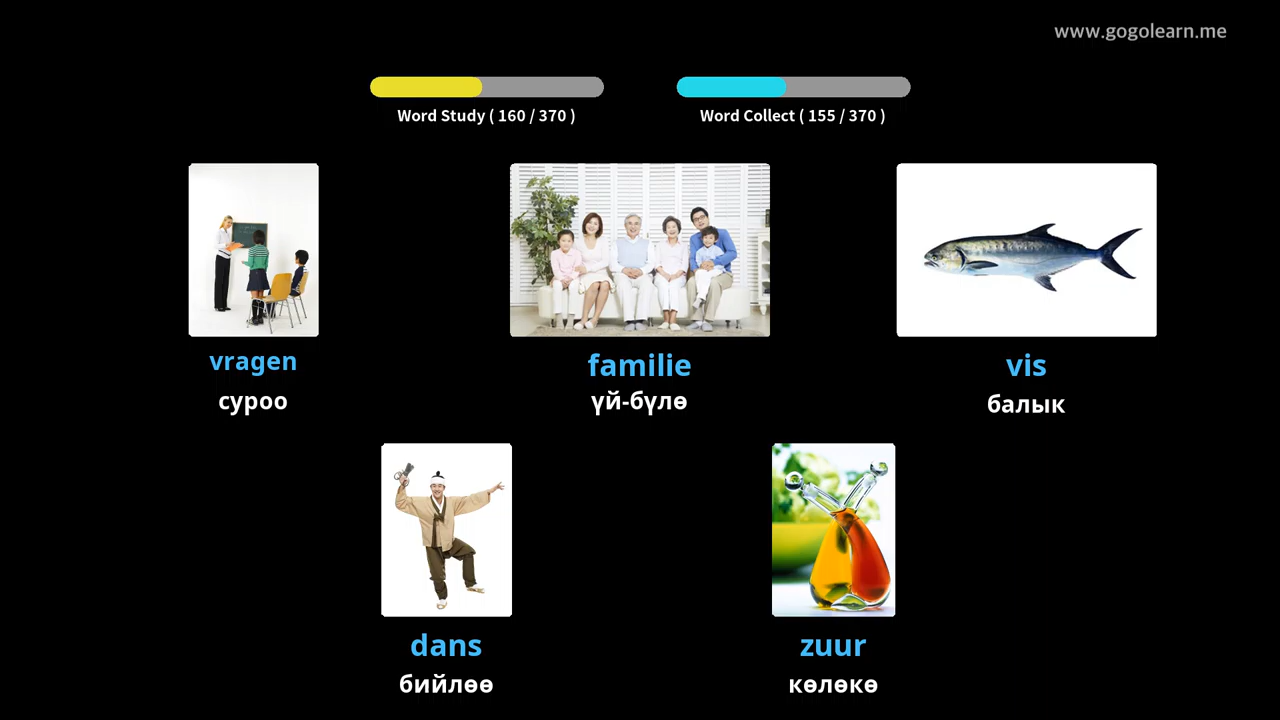 www.gogolearn.me
Word Study ( 160 / 370 )
Word Collect ( 155 / 370 )
vragen
familie
vis
суроо
үй-бүлө
балык
dans
zuur
бийлөө
көлөкө